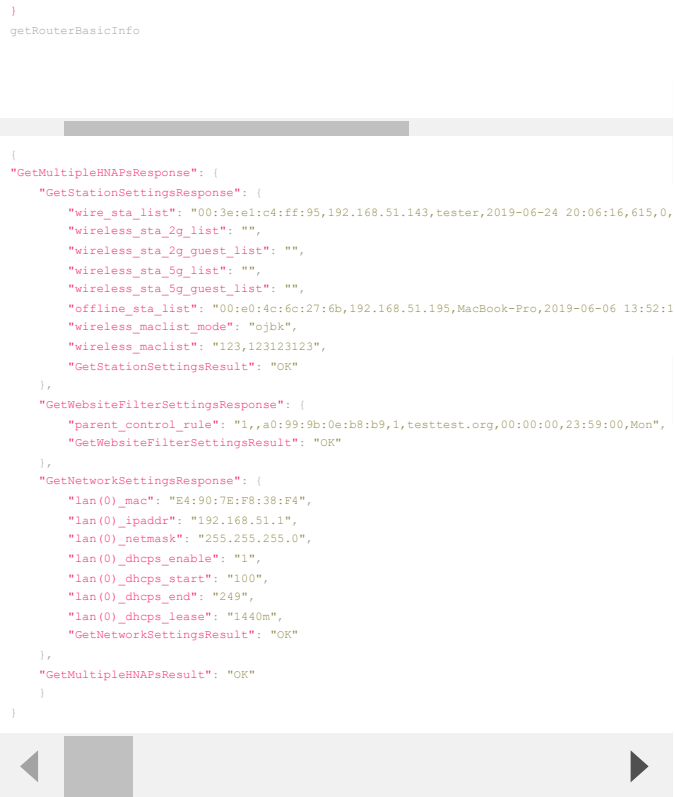 }
getRouterBasicInfo
{
"GetMultipleHNAPsResponse": {
"GetStationSettingsResponse": {
"wire_sta_list": "00:3e:e1:c4:ff:95,192.168.51.143,tester,2019-06-24 20:06:16,615,0,
"wireless_sta_2g_list": "",
"wireless_sta_2g_guest_list": "",
"wireless_sta_5g_list": "",
"wireless_sta_5g_guest_list": "",
"offline_sta_list": "00:e0:4c:6c:27:6b,192.168.51.195,MacBook-Pro,2019-06-06 13:52:1
"wireless_maclist_mode": "ojbk",
"wireless_maclist": "123,123123123",
"GetStationSettingsResult": "OK"
},
"GetWebsiteFilterSettingsResponse": {
"parent_control_rule": "1,,a0:99:9b:0e:b8:b9,1,testtest.org,00:00:00,23:59:00,Mon",
"GetWebsiteFilterSettingsResult": "OK"
},
"GetNetworkSettingsResponse": {
"lan(0)_mac": "E4:90:7E:F8:38:F4",
"lan(0)_ipaddr": "192.168.51.1",
"lan(0)_netmask": "255.255.255.0",
"lan(0)_dhcps_enable": "1",
"lan(0)_dhcps_start": "100",
"lan(0)_dhcps_end": "249",
"lan(0)_dhcps_lease": "1440m",
"GetNetworkSettingsResult": "OK"
},
"GetMultipleHNAPsResult": "OK"
}
}